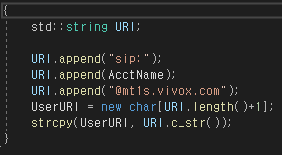 {
std::string URI;
URI.append("sip:");
URI.append(AcctName);
URI.append("@mt1s.vivox.com");
UserURI = new char[URI.length()+1];
strcpy(UserURI, URI.c_str());
}